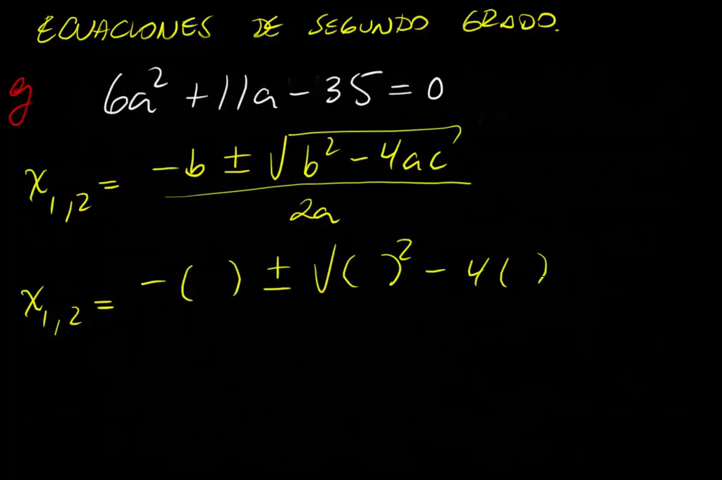 ECUACIONES DE SEGUNDO GRADO.
g 6a² + 11a - 35 = 0
x₁,₂ = -b ± √b² - 4ac
2a
x₁,₂ = -( ) ± √( )² - 4( )